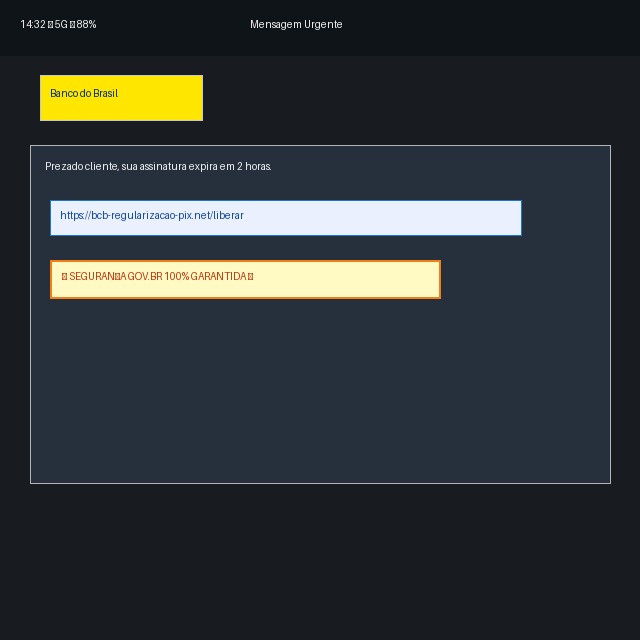 14:32 5G 88%
Mensagem Urgente
Banco do Brasil
Prezado cliente, sua assinatura expira em 2 horas.
https://bcb-regularizacao-pix.net/liberar
SEGURAN▯A GOV.BR 100% GARANTIDA